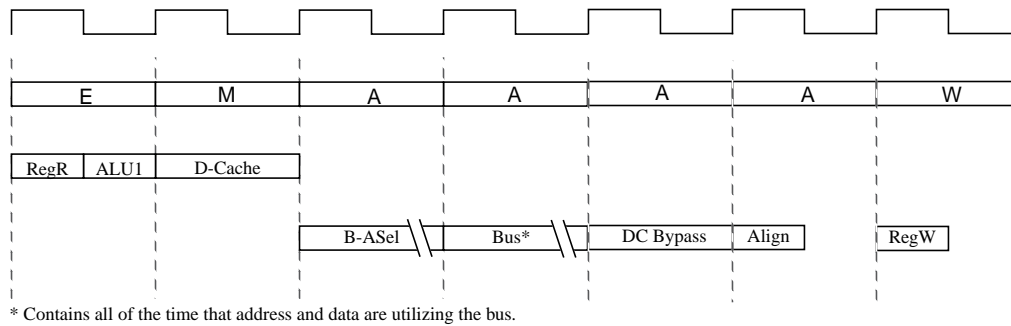 E M A A A A W
RegR ALU1 D-Cache
B-ASel Bus* DC Bypass Align RegW
* Contains all of the time that address and data are utilizing the bus.